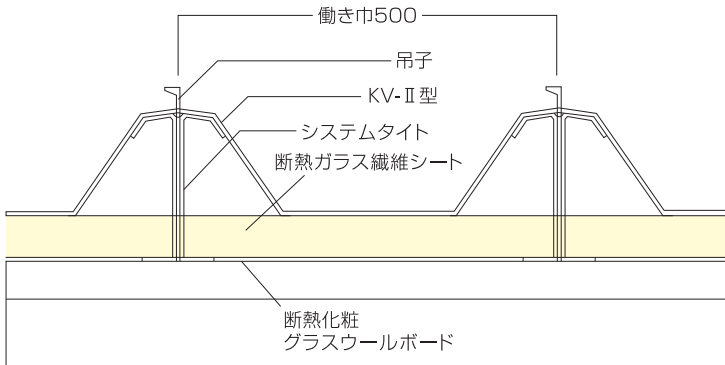 働き巾500
吊子
KV-Ⅱ型
システムタイト
断熱ガラス繊維シート
断熱化粧
グラスウールボード